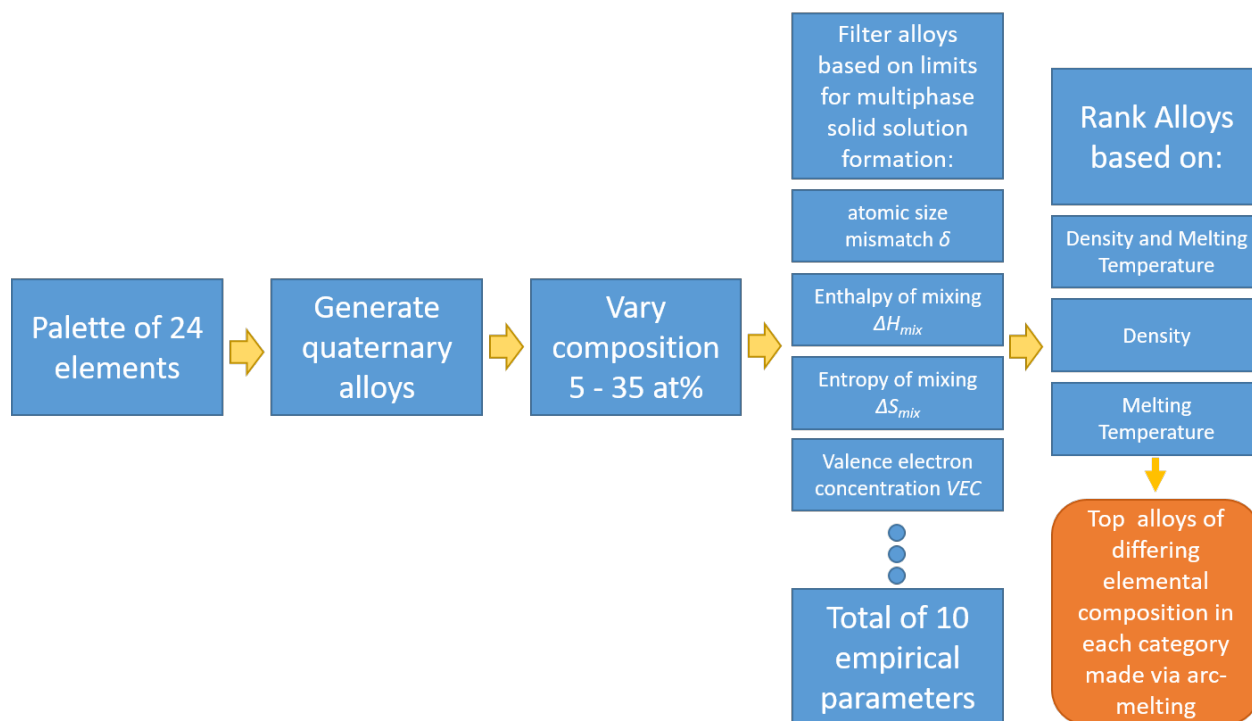 Palette of 24
elements
Generate
quaternary
alloys
Vary
composition
5 - 35 at%
Filter alloys
based on limits
for multiphase
solid solution
formation:
atomic size
mismatch δ
Enthalpy of mixing
ΔHmix
Entropy of mixing
ΔSmix
Valence electron
concentration VEC
Total of 10
empirical
parameters
Rank Alloys
based on:
Density and Melting
Temperature
Density
Melting
Temperature
Top alloys of
differing
elemental
composition in
each category
made via arc-
melting